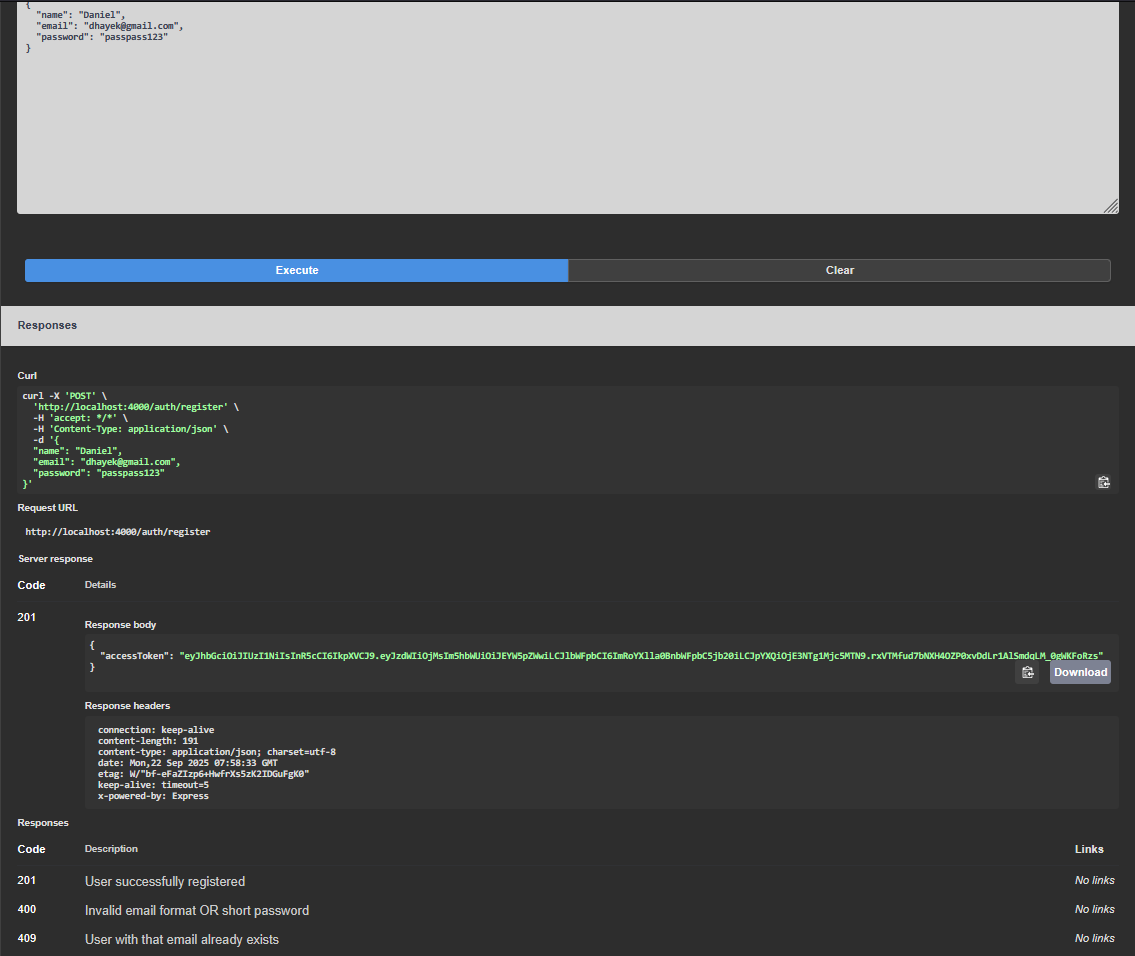 {
  "name": "Daniel",
  "email": "dhayek@gmail.com",
  "password": "passpass123"
}
Execute
Clear
Responses
Curl
curl -X 'POST' \
  'http://localhost:4000/auth/register' \
  -H 'accept: */*' \
  -H 'Content-Type: application/json' \
  -d '{
  "name": "Daniel",
  "email": "dhayek@gmail.com",
  "password": "passpass123"
}'
Request URL
http://localhost:4000/auth/register
Server response
Code Details
201
Response body
{
  "accessToken": "eyJhbGciOiJIUzI1NiIsInR5cCI6IkpXVCJ9.eyJzdWIiOjMsIm5hbWUiOiJEYW5pZWwiLCJlbWFpbCI6ImRoYXlla0BnbWFpbC5jb20iLCJpYXQiOjE3NTg1Mjc5MTN9.rxVTMfud7bNXH4OZP0xvDdLr1AlSmdqLM_0gWKFoRzs"
}
Download
Response headers
connection: keep-alive
content-length: 191
content-type: application/json; charset=utf-8
date: Mon,22 Sep 2025 07:58:33 GMT
etag: W/"bf-eFaZIzp6+HwfrXs5zK2IDGuFgK0"
keep-alive: timeout=5
x-powered-by: Express
Responses
Code Description Links
201 User successfully registered No links
400 Invalid email format OR short password No links
409 User with that email already exists No links